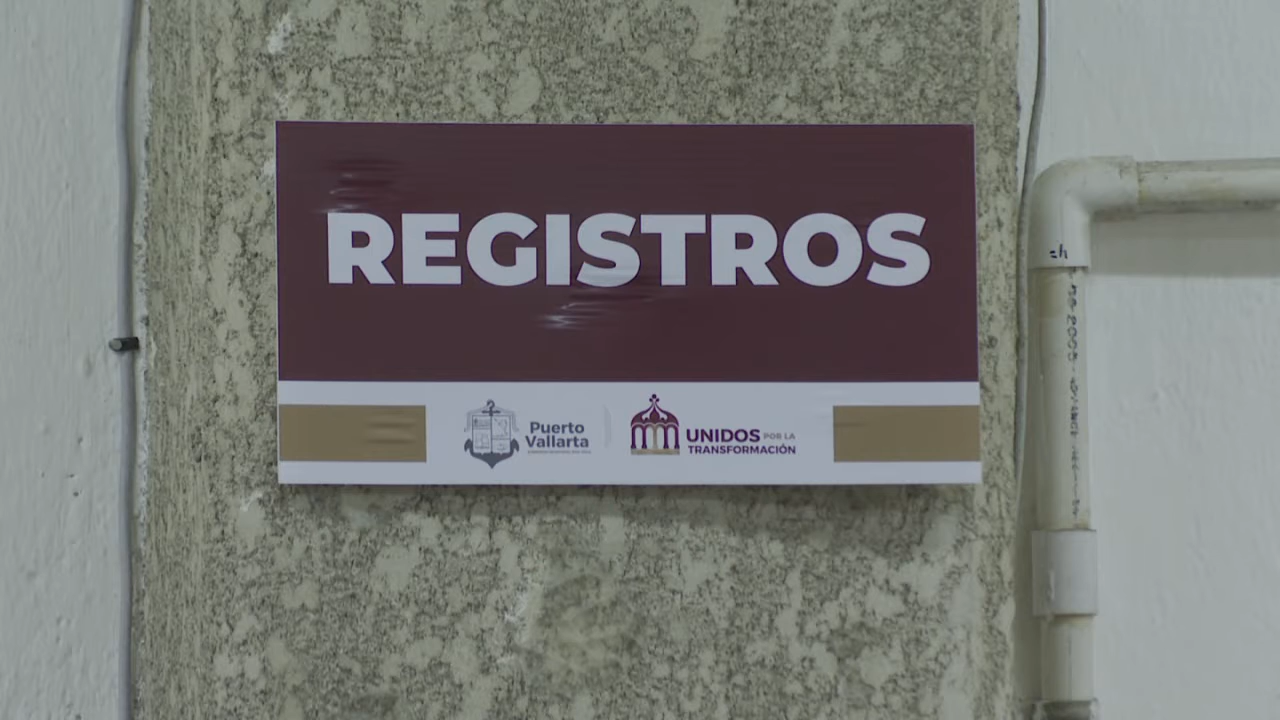 REGISTROS
Puerto
Vallarta
UNIDOS POR LA
TRANSFORMACIÓN